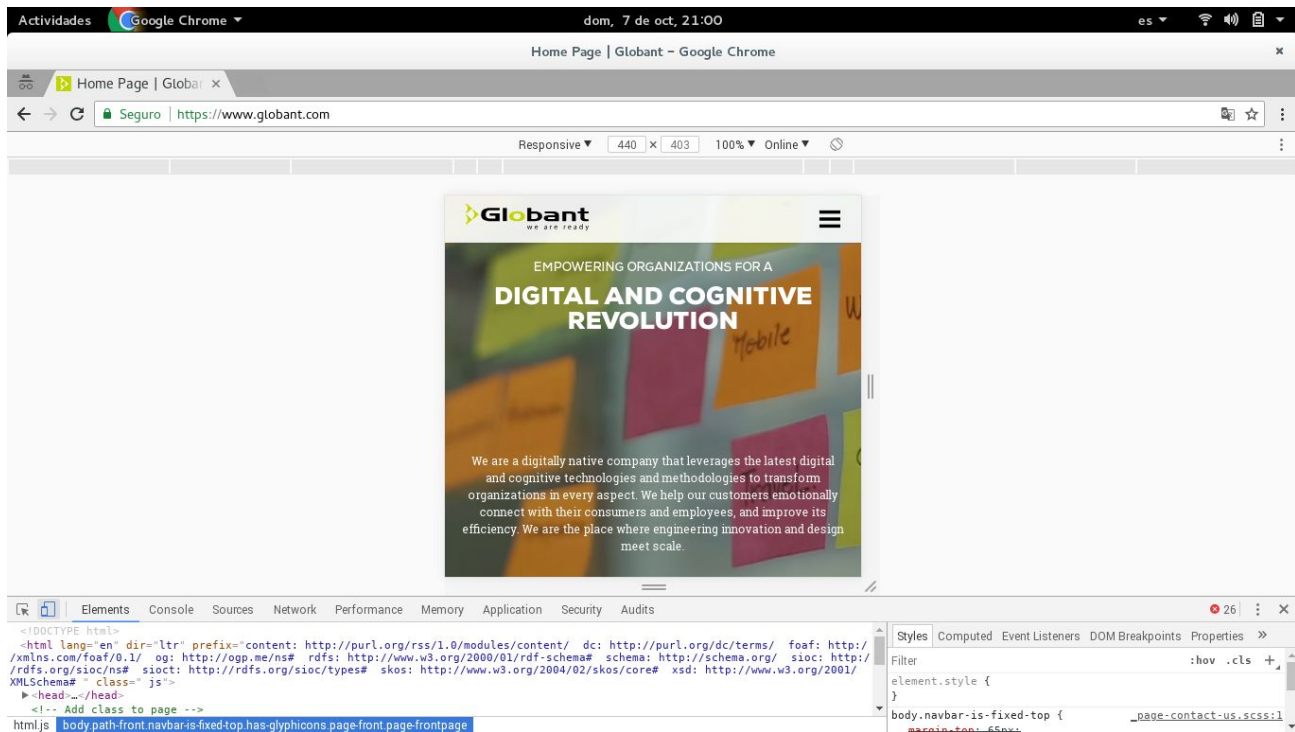 Actividades Google Chrome dom, 7 de oct, 21:00 es
Home Page | Globant – Google Chrome
Home Page | Globar
Seguro | https://www.globant.com
Responsive 440 × 403 100% Online
Globant
we are ready
EMPOWERING ORGANIZATIONS FOR A
DIGITAL AND COGNITIVE
REVOLUTION
Mobile
We are a digitally native company that leverages the latest digital
and cognitive technologies and methodologies to transform
organizations in every aspect. We help our customers emotionally
connect with their consumers and employees, and improve its
efficiency. We are the place where engineering innovation and design
meet scale.
Elements Console Sources Network Performance Memory Application Security Audits 26
<!DOCTYPE html>
<html lang="en" dir="ltr" prefix="content: http://purl.org/rss/1.0/modules/content/  dc: http://purl.org/dc/terms/  foaf: http:/
/xmlns.com/foaf/0.1/  og: http://ogp.me/ns#  rdfs: http://www.w3.org/2000/01/rdf-schema#  schema: http://schema.org/  sioc: http:/
/rdfs.org/sioc/ns#  sioct: http://rdfs.org/sioc/types#  skos: http://www.w3.org/2004/02/skos/core#  xsd: http://www.w3.org/2001/
XMLSchema# " class=" js">
<head>…</head>
<!-- Add class to page -->
html.js body.path-front.navbar-is-fixed-top.has-glyphicons.page-front.page-frontpage
Styles Computed Event Listeners DOM Breakpoints Properties »
Filter :hov .cls +
element.style {
}
body.navbar-is-fixed-top { _page-contact-us.scss:1
margin-top: 65px;